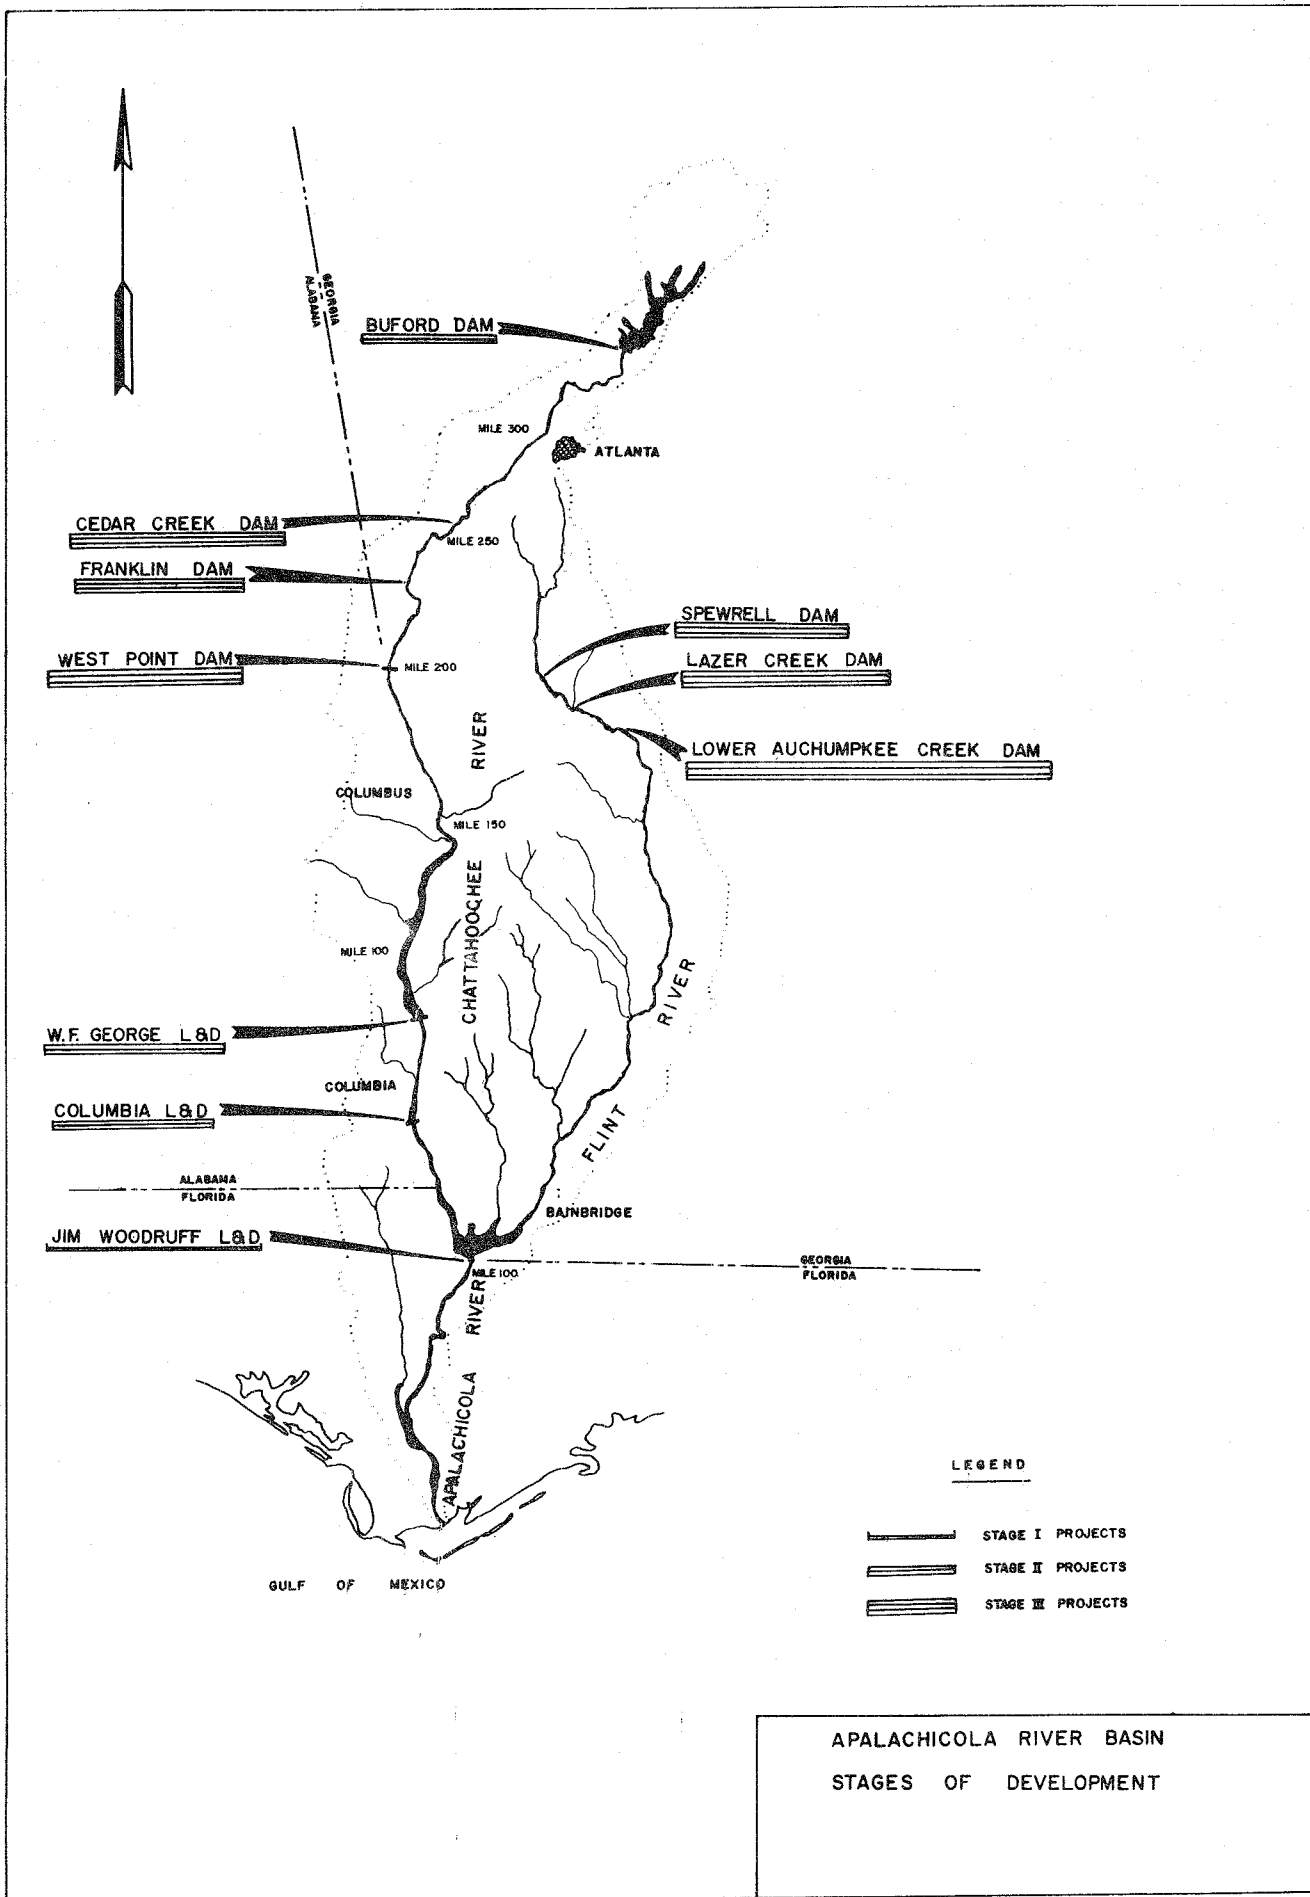 GEORGIA
ALABAMA
BUFORD DAM
MILE 300
ATLANTA
CEDAR CREEK DAM
MILE 250
FRANKLIN DAM
SPEWRELL DAM
WEST POINT DAM
MILE 200
LAZER CREEK DAM
LOWER AUCHUMPKEE CREEK DAM
COLUMBUS
MILE 150
CHATTAHOOCHEE RIVER
MILE 100
FLINT RIVER
W.F. GEORGE L&D
COLUMBIA
COLUMBIA L&D
ALABAMA
FLORIDA
BAINBRIDGE
JIM WOODRUFF L&D
GEORGIA
FLORIDA
MILE 100
APALACHICOLA RIVER
GULF OF MEXICO
LEGEND
STAGE I PROJECTS
STAGE II PROJECTS
STAGE III PROJECTS
APALACHICOLA RIVER BASIN
STAGES OF DEVELOPMENT